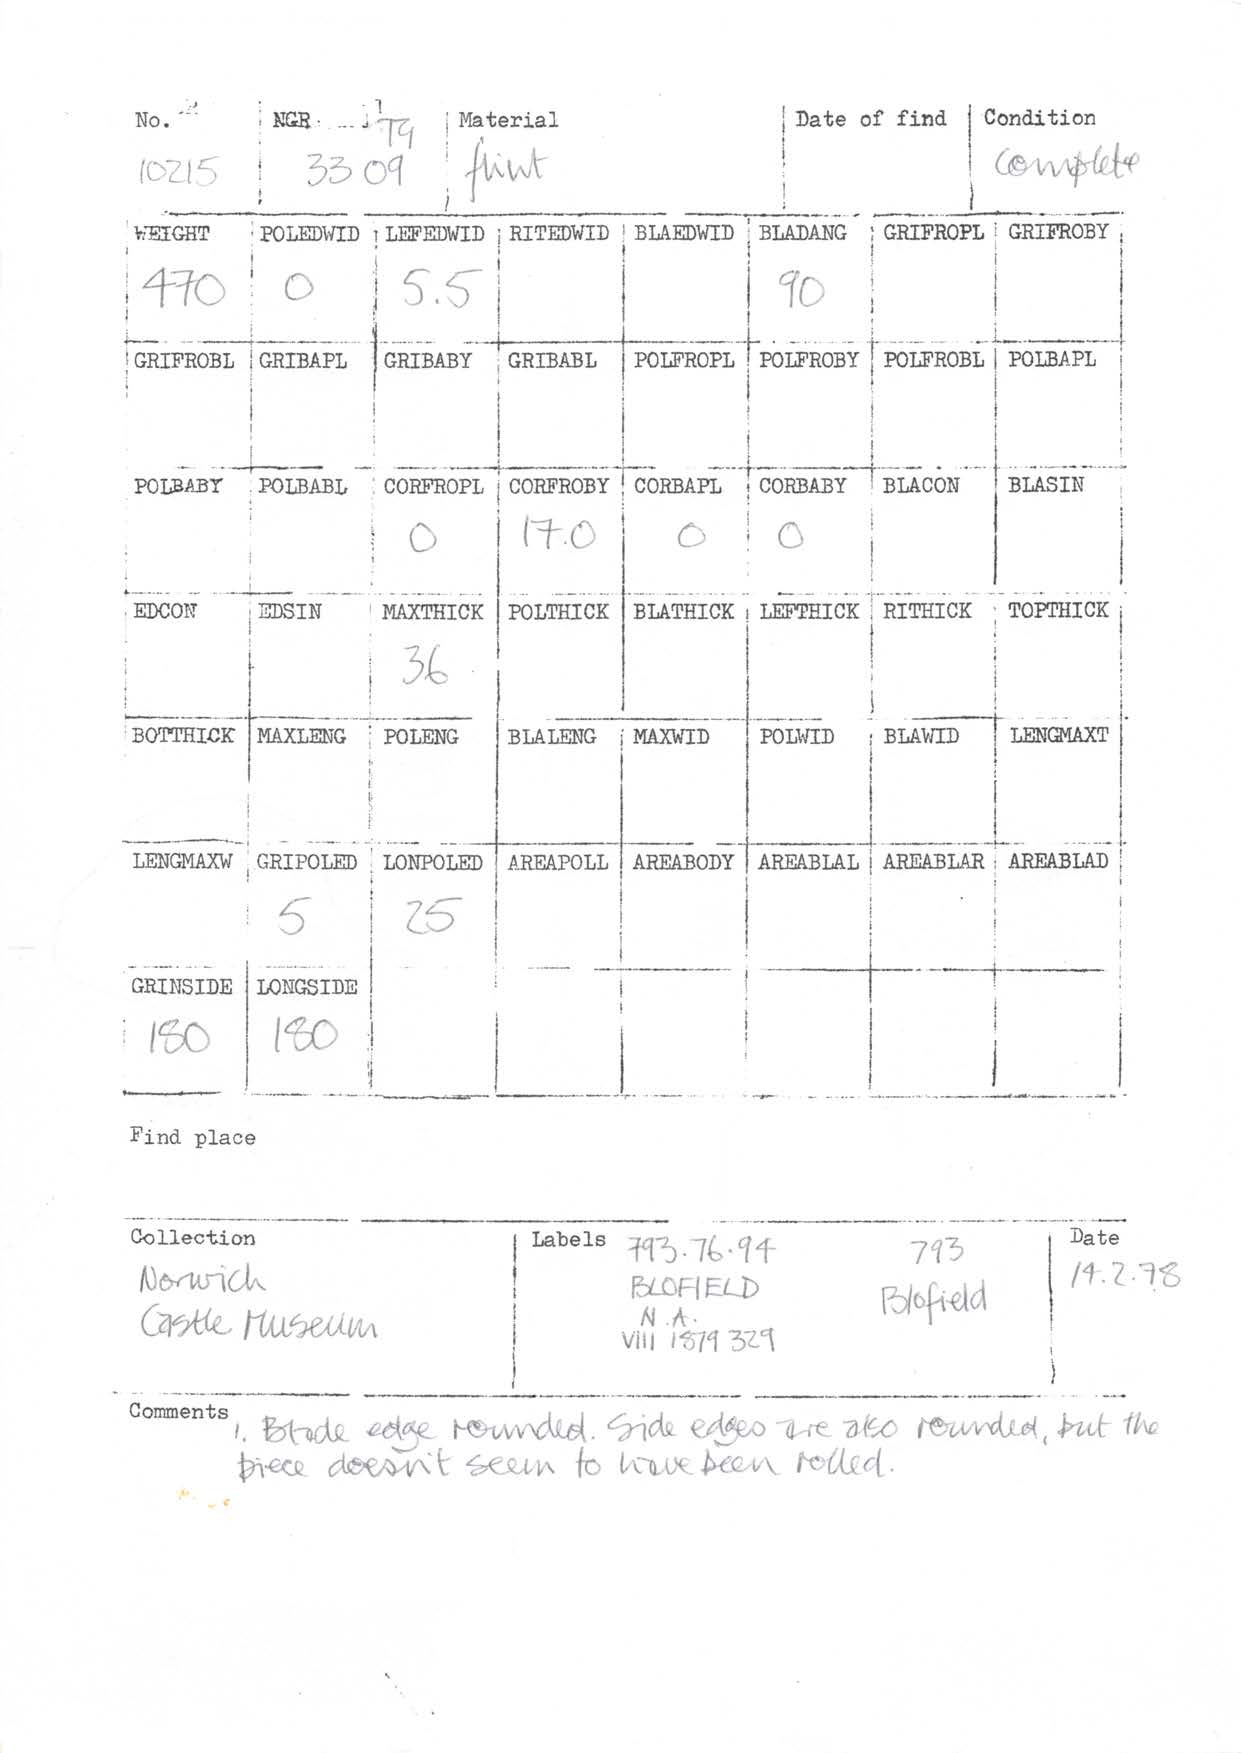 No. NGR TG Material Date of find Condition
10215 33 09 flint complete
WEIGHT POLEDWID LEFEDWID RITEDWID BLAEDWID BLADANG GRIFROPL GRIFROBY
470 0 5.5 90
GRIFROBL GRIBAPL GRIBABY GRIBABL POLFROPL POLFROBY POLFROBL POLBAPL
POLBABY POLBABL CORFROPL CORFROBY CORBAPL CORBABY BLACON BLASIN
0 17.0 0 0
EDCON EDSIN MAXTHICK POLTHICK BLATHICK LEFTHICK RITHICK TOPTHICK
36
BOTTHICK MAXLENG POLENG BLALENG MAXWID POLWID BLAWID LENGMAXT
LENGMAXW GRIPOLED LONPOLED AREAPOLL AREABODY AREABLAL AREABLAR AREABLAD
5 25
GRINSIDE LONGSIDE
180 180
Find place
Collection Labels 793.76.94 793 Date
Norwich BLOFIELD Blofield 14.2.78
Castle Museum N.A.
VIII 1879 329
Comments 1. Blade edge rounded. Side edges are also rounded, but the
piece doesn't seem to have been rolled.